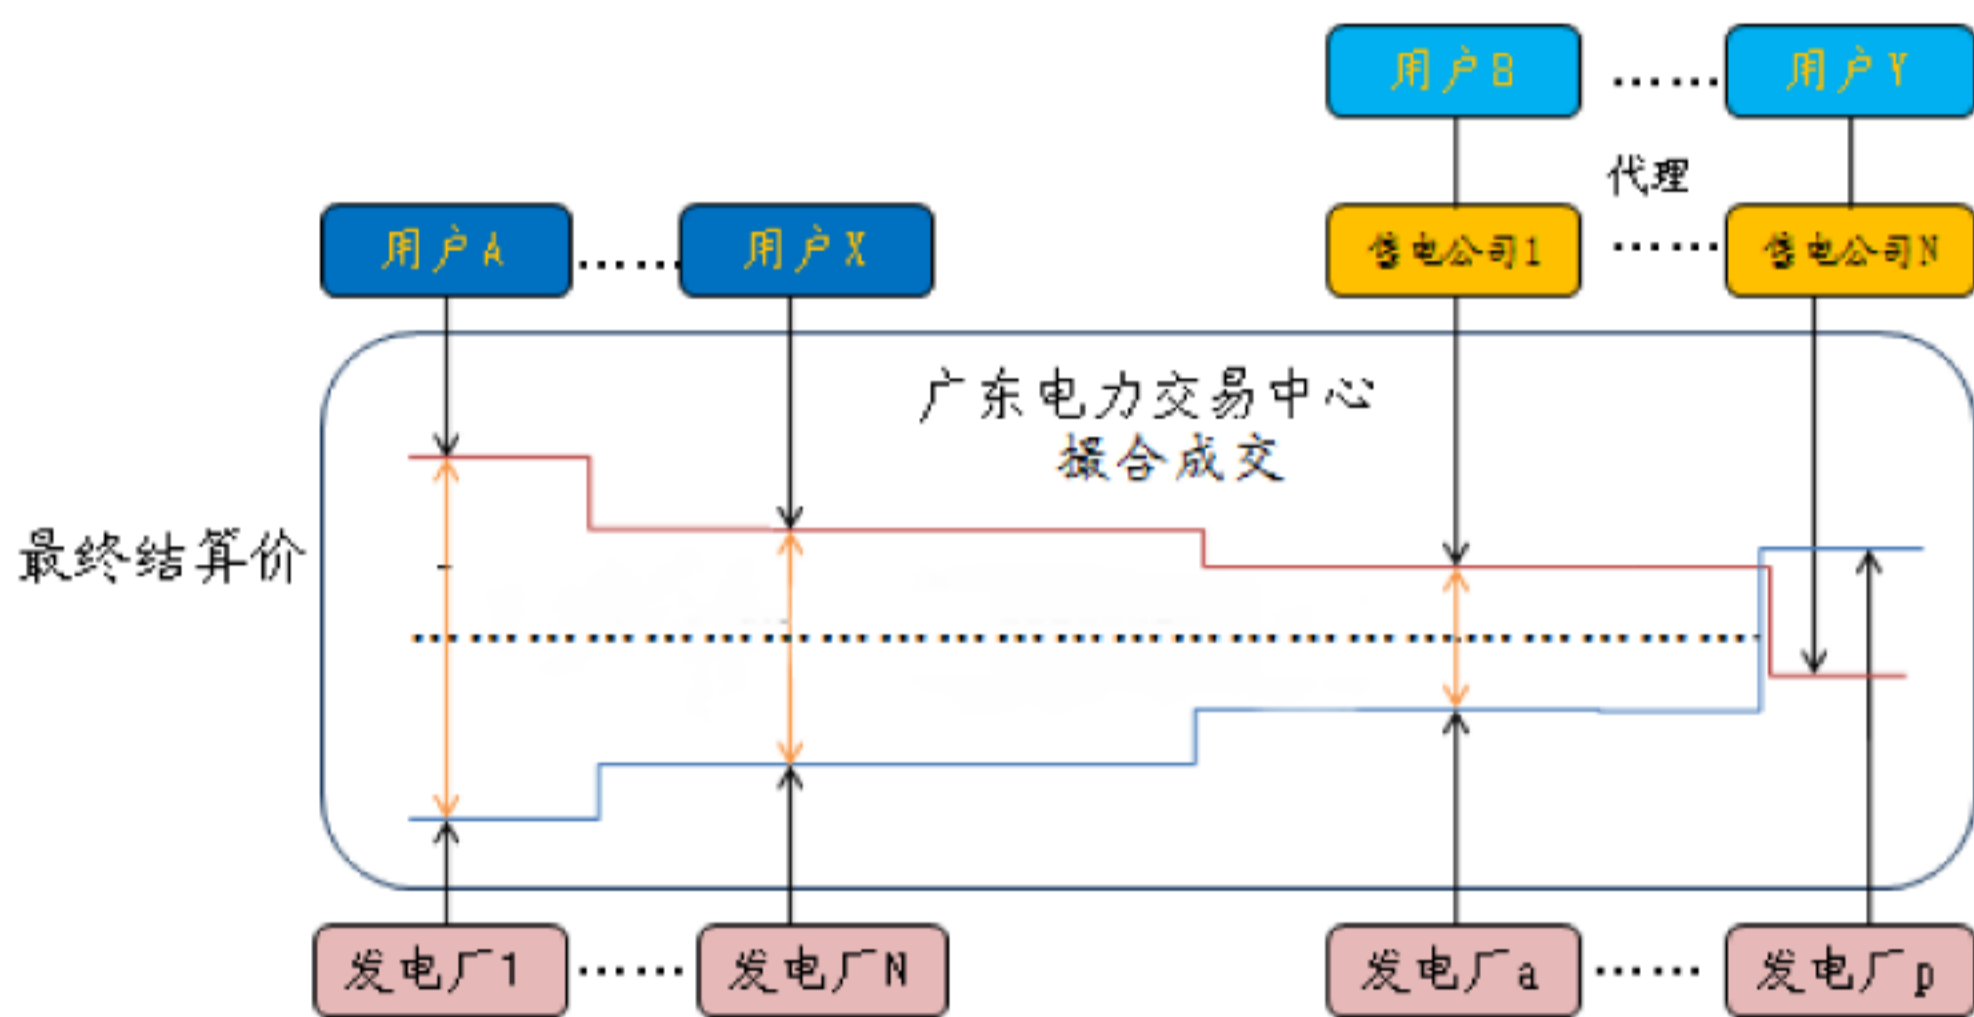 用户B …… 用户Y
代理
用户A …… 用户X 售电公司1 …… 售电公司N
广东电力交易中心
撮合成交
最终结算价
发电厂1 …… 发电厂N 发电厂a …… 发电厂p